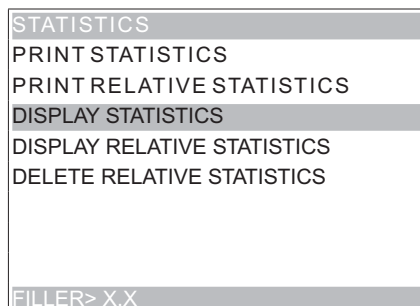 STATISTICS
PRINT STATISTICS
PRINT RELATIVE STATISTICS
DISPLAY STATISTICS
DISPLAY RELATIVE STATISTICS
DELETE RELATIVE STATISTICS
FILLER> X.X